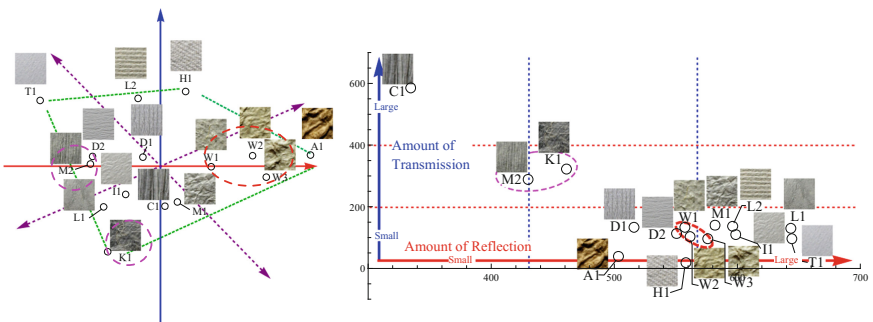 T1
L2
H1
D2
D1
M2
W1
W2
A1
W3
I1
L1
C1
M1
K1
600
C1
Large
Amount of
Transmission
400
M2
K1
200
Small
D1
D2
W1
M1
L2
L1
Amount of Reflection
Small
Large
A1
H1
W2
W3
I1
T1
0
400
500
600
700